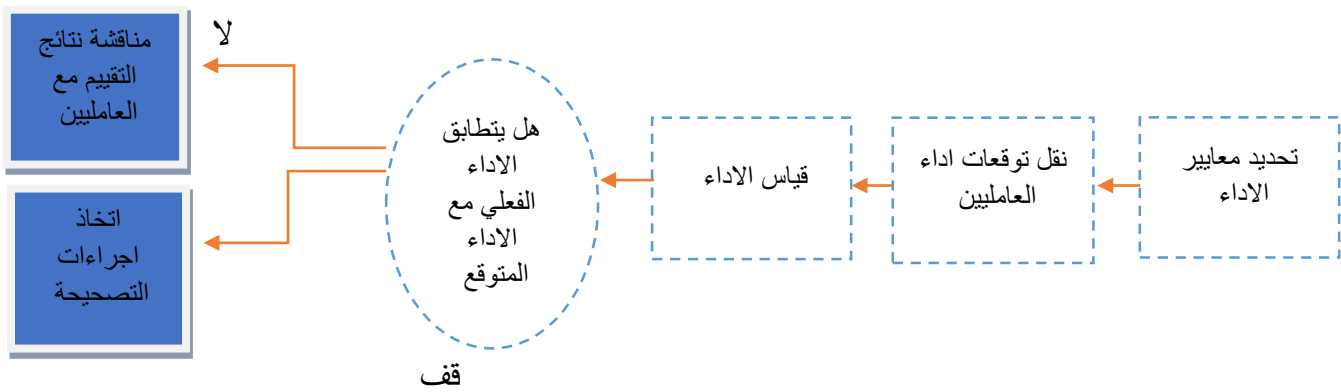 تحديد معايير
الاداء
نقل توقعات اداء
العامليين
قياس الاداء
هل يتطابق
الاداء
الفعلي مع
الاداء
المتوقع
قف
لا
مناقشة نتائج
التقييم مع
العامليين
اتخاذ
اجراءات
التصحيحة